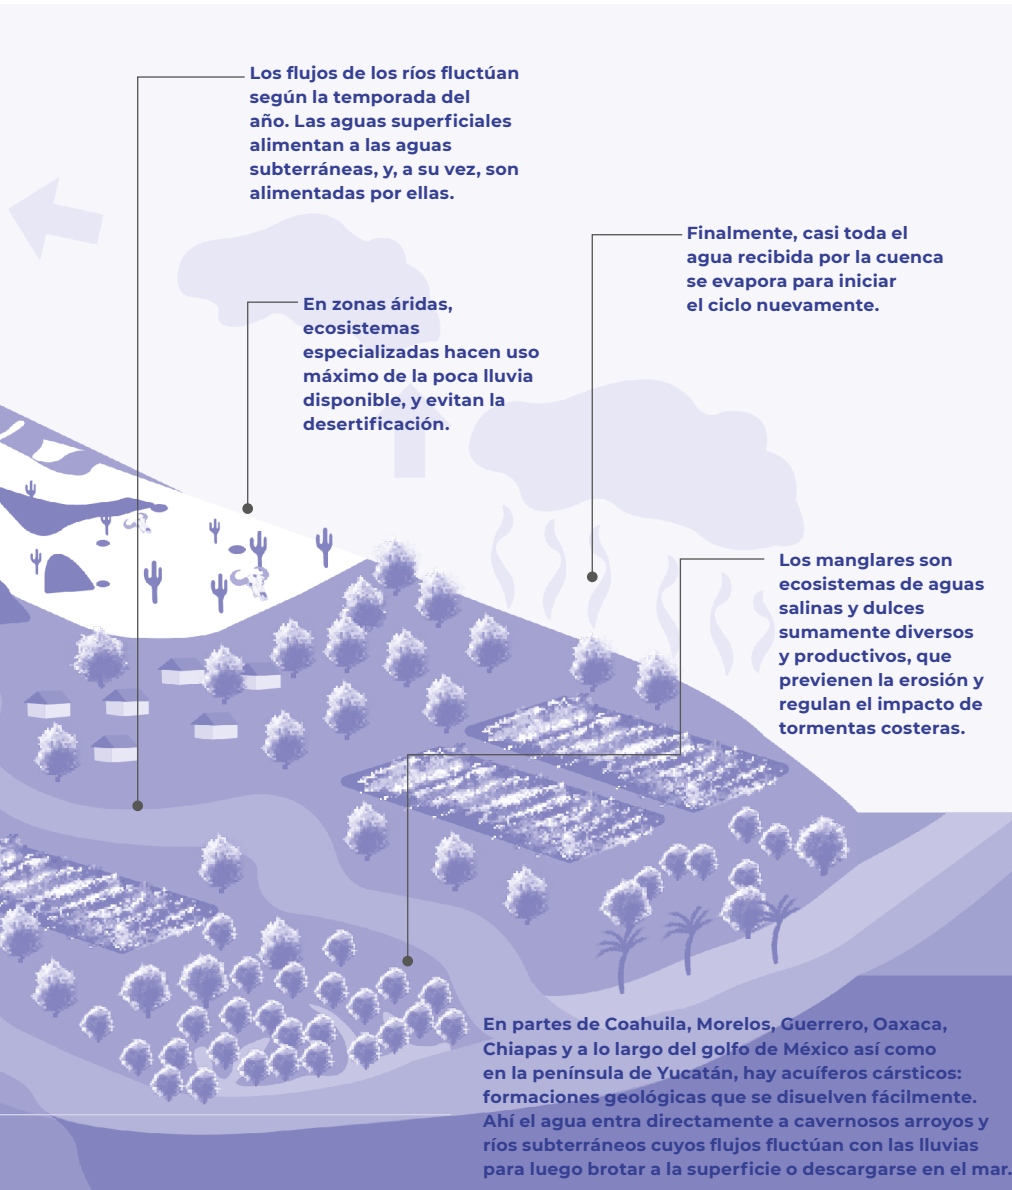 Los flujos de los ríos fluctúan
según la temporada del
año. Las aguas superficiales
alimentan a las aguas
subterráneas, y, a su vez, son
alimentadas por ellas.
Finalmente, casi toda el
agua recibida por la cuenca
se evapora para iniciar
el ciclo nuevamente.
En zonas áridas,
ecosistemas
especializadas hacen uso
máximo de la poca lluvia
disponible, y evitan la
desertificación.
Los manglares son
ecosistemas de aguas
salinas y dulces
sumamente diversos
y productivos, que
previenen la erosión y
regulan el impacto de
tormentas costeras.
En partes de Coahuila, Morelos, Guerrero, Oaxaca,
Chiapas y a lo largo del golfo de México así como
en la península de Yucatán, hay acuíferos cársticos:
formaciones geológicas que se disuelven fácilmente.
Ahí el agua entra directamente a cavernosos arroyos y
ríos subterráneos cuyos flujos fluctúan con las lluvias
para luego brotar a la superficie o descargarse en el mar.